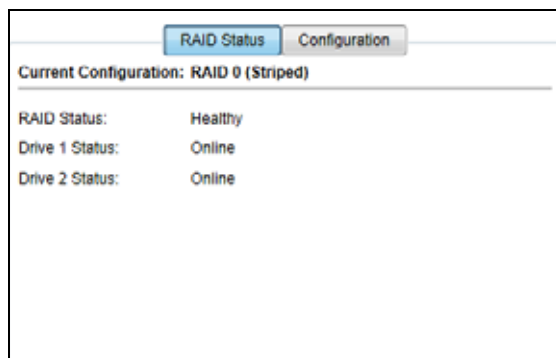 RAID Status Configuration
Current Configuration: RAID 0 (Striped)
RAID Status: Healthy
Drive 1 Status: Online
Drive 2 Status: Online